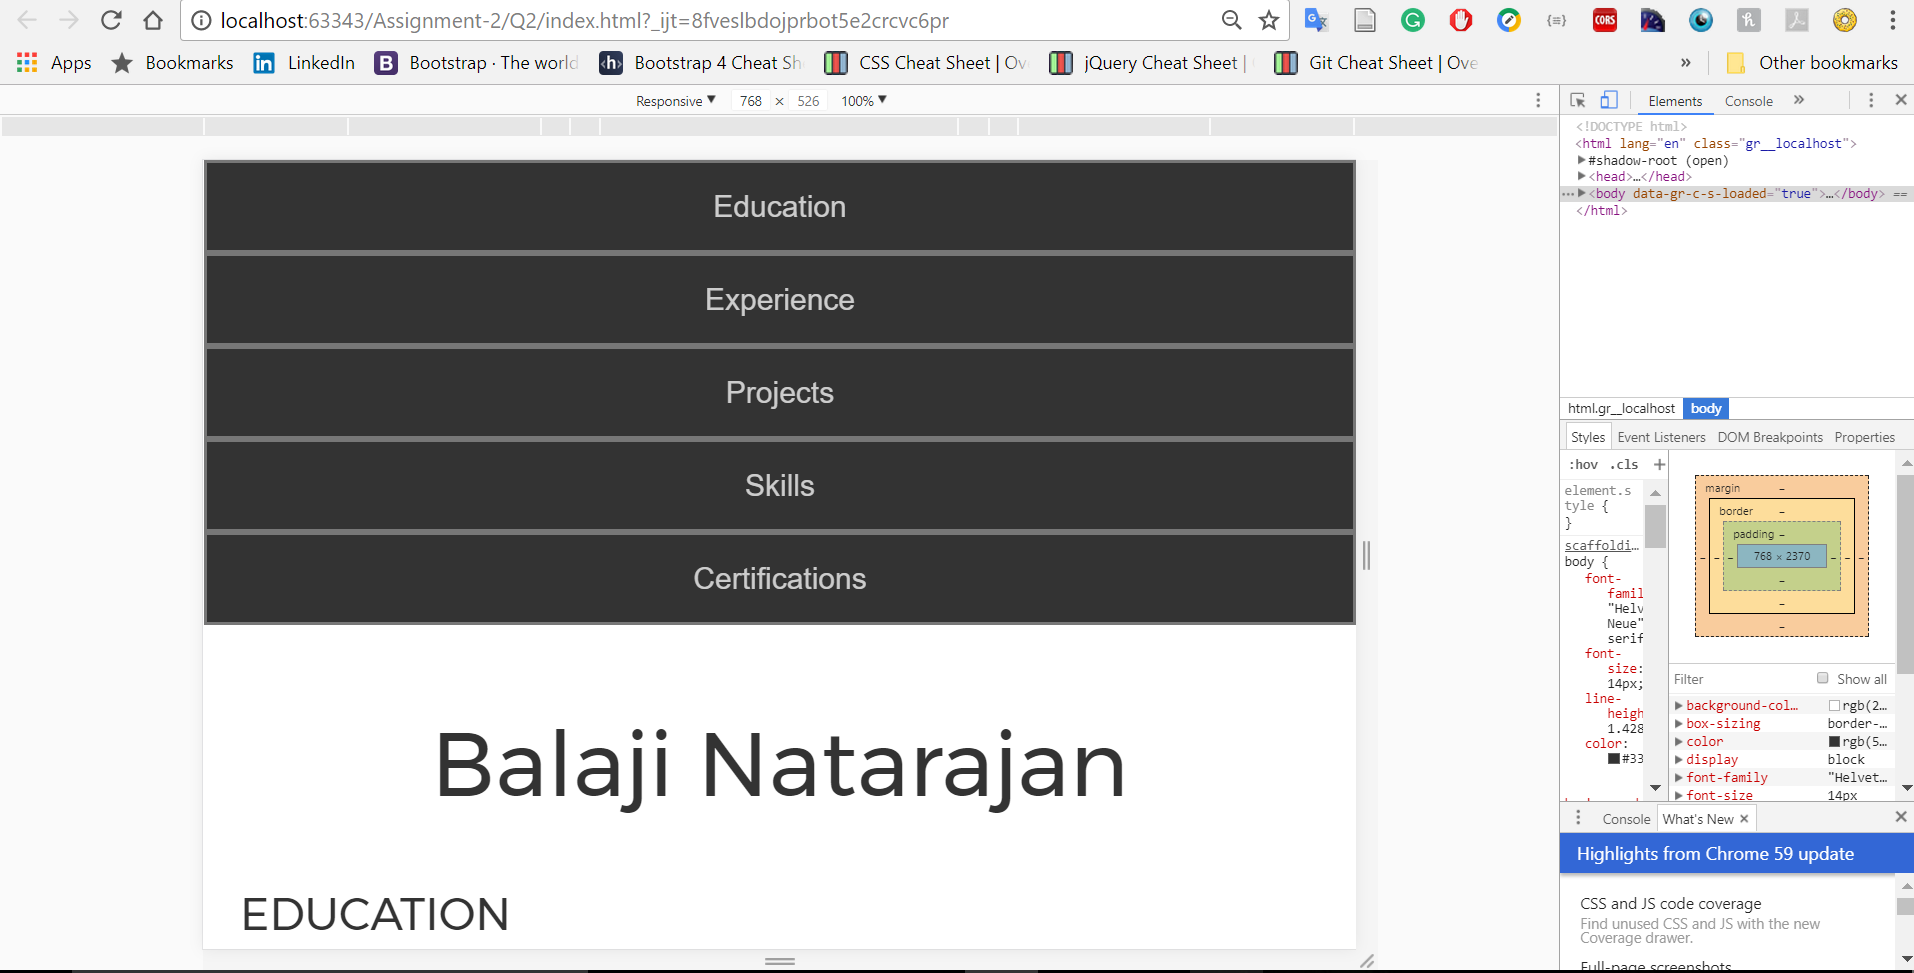 localhost:63343/Assignment-2/Q2/index.html?_ijt=8fveslbdojprbot5e2crcvc6pr
Apps Bookmarks LinkedIn Bootstrap · The world Bootstrap 4 Cheat Sh CSS Cheat Sheet | Ov jQuery Cheat Sheet | Git Cheat Sheet | Ove » Other bookmarks
Responsive ▼ 768 × 526 100% ▼
Elements Console »
<!DOCTYPE html>
<html lang="en" class="gr__localhost">
▶#shadow-root (open)
▶<head>…</head>
…▶<body data-gr-c-s-loaded="true">…</body> ==
</html>
Education
Experience
Projects
Skills
Certifications
Balaji Natarajan
EDUCATION
html.gr__localhost body
Styles Event Listeners DOM Breakpoints Properties
:hov .cls +
element.s
tyle {
}
scaffoldi…
body {
font-
famil
"Helv
Neue"
serif
font-
size:
14px;
line-
heigh
1.428
color:
#33
margin –
border –
padding –
– – – 768 × 2370 – – –
–
–
–
Filter Show all
▶ background-col… rgb(2…
▶ box-sizing border-…
▶ color rgb(5…
▶ display block
▶ font-family "Helvet…
▶ font-size 14px
Console What's New ×
Highlights from Chrome 59 update
CSS and JS code coverage
Find unused CSS and JS with the new
Coverage drawer.
Full-page screenshots